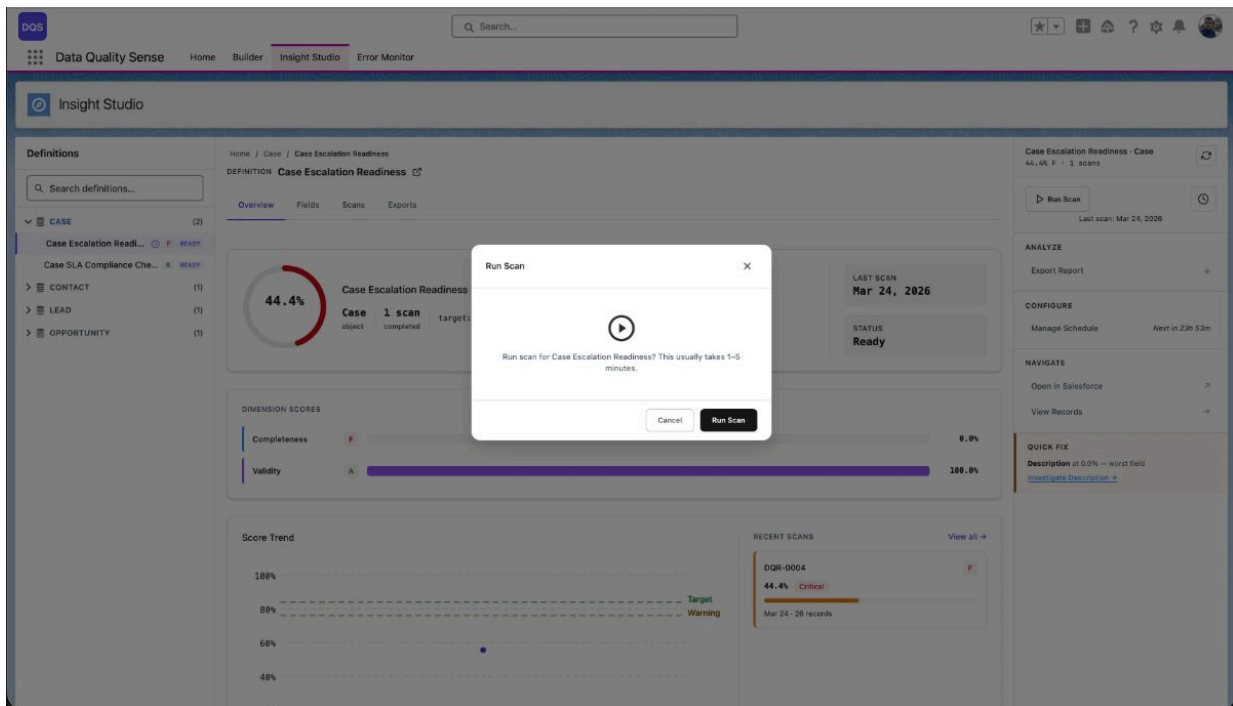 DQS
Search...
Data Quality Sense
Home
Builder
Insight Studio
Error Monitor
Insight Studio
Definitions
Search definitions...
CASE (2)
Case Escalation Readi... F READY
Case SLA Compliance Che... READY
CONTACT (1)
LEAD (1)
OPPORTUNITY (1)
Home / Case / Case Escalation Readiness
DEFINITION Case Escalation Readiness
Overview Fields Scans Exports
44.4%
Case Escalation Readiness
Case 1 scan target:
object completed
LAST SCAN
Mar 24, 2026
STATUS
Ready
Run Scan
Run scan for Case Escalation Readiness? This usually takes 1–5
minutes.
Cancel Run Scan
DIMENSION SCORES
Completeness F 0.0%
Validity A 100.0%
Score Trend
100%
80%
60%
40%
Target
Warning
RECENT SCANS View all →
DQR-0004 F
44.4% Critical
Mar 24 · 26 records
Case Escalation Readiness · Case
44.4% F · 1 scans
Run Scan
Last scan: Mar 24, 2026
ANALYZE
Export Report
CONFIGURE
Manage Schedule Next in 23h 53m
NAVIGATE
Open in Salesforce
View Records →
QUICK FIX
Description at 0.0% — worst field
Investigate Description →